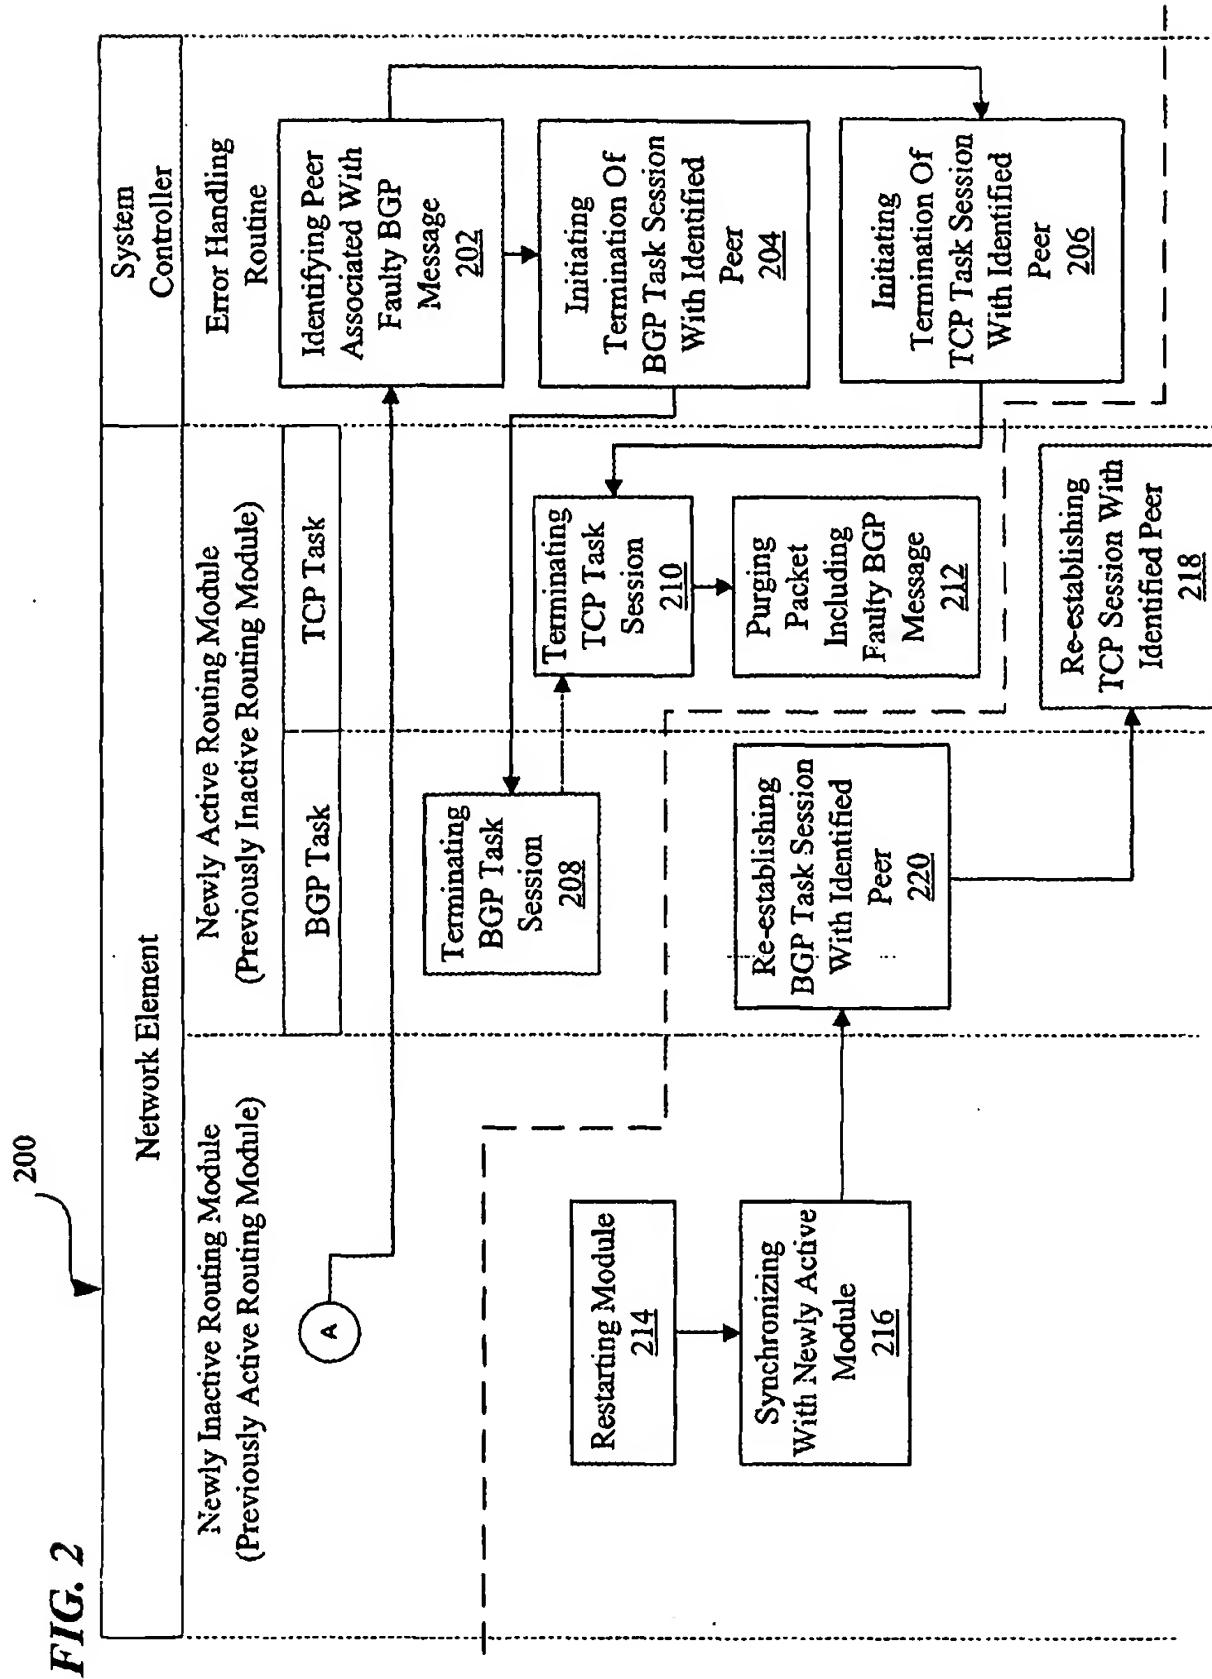 FIG. 2
200
Network Element
System
Controller
Newly Inactive Routing Module
(Previously Active Routing Module)
Newly Active Routing Module
(Previously Inactive Routing Module)
Error Handling
Routine
BGP Task
TCP Task
A
Identifying Peer
Associated With
Faulty BGP
Message
202
Initiating
Termination Of
BGP Task Session
With Identified
Peer
204
Terminating
BGP Task
Session
208
Terminating
TCP Task
Session
210
Initiating
Termination Of
TCP Task Session
With Identified
Peer
206
Purging
Packet
Including
Faulty BGP
Message
212
Restarting Module
214
Synchronizing
With Newly Active
Module
216
Re-establishing
BGP Task Session
With Identified
Peer
220
Re-establishing
TCP Session With
Identified Peer
218